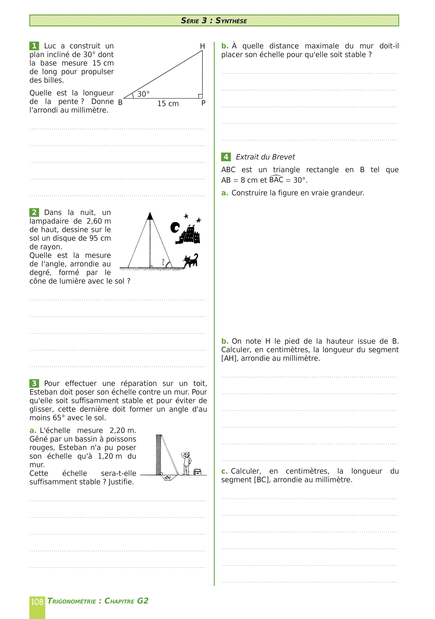 SÉRIE 3 : SYNTHÈSE
1 Luc a construit un
plan incliné de 30° dont
la base mesure 15 cm
de long pour propulser
des billes.
Quelle est la longueur
de la pente ? Donne
l'arrondi au millimètre.
H
30°
B
15 cm
P
2 Dans la nuit, un
lampadaire de 2,60 m
de haut, dessine sur le
sol un disque de 95 cm
de rayon.
Quelle est la mesure
de l'angle, arrondie au
degré, formé par le
cône de lumière avec le sol ?
?
3 Pour effectuer une réparation sur un toit,
Esteban doit poser son échelle contre un mur. Pour
qu'elle soit suffisamment stable et pour éviter de
glisser, cette dernière doit former un angle d'au
moins 65° avec le sol.
a. L'échelle mesure 2,20 m.
Gêné par un bassin à poissons
rouges, Esteban n'a pu poser
son échelle qu'à 1,20 m du
mur.
Cette échelle sera-t-elle
suffisamment stable ? Justifie.
b. À quelle distance maximale du mur doit-il
placer son échelle pour qu'elle soit stable ?
4 Extrait du Brevet
ABC est un triangle rectangle en B tel que
AB = 8 cm et BAC = 30°.
a. Construire la figure en vraie grandeur.
b. On note H le pied de la hauteur issue de B.
Calculer, en centimètres, la longueur du segment
[AH], arrondie au millimètre.
c. Calculer, en centimètres, la longueur du
segment [BC], arrondie au millimètre.
108 TRIGONOMÉTRIE : CHAPITRE G2